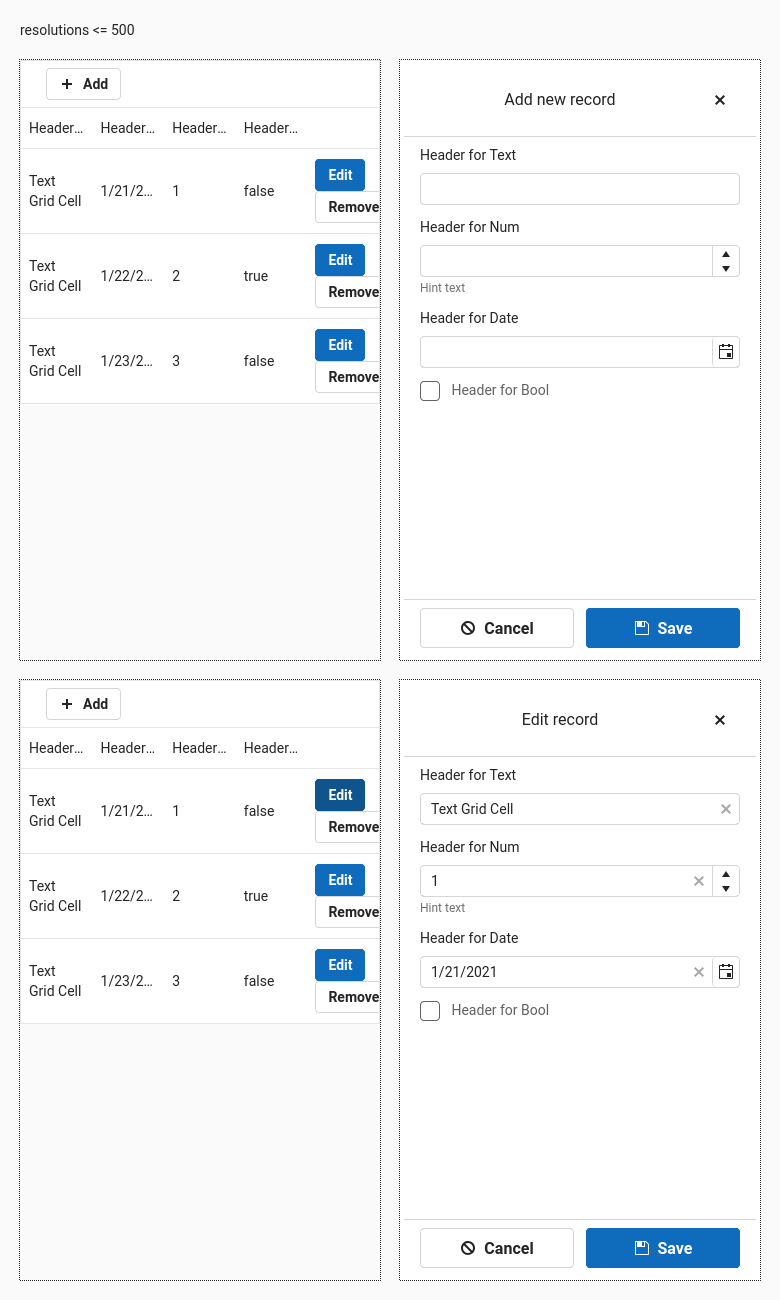 resolutions <= 500
Add
Header... Header... Header... Header...
Text
Grid Cell 1/21/2... 1 false Edit
Remove
Text
Grid Cell 1/22/2... 2 true Edit
Remove
Text
Grid Cell 1/23/2... 3 false Edit
Remove
Add new record
Header for Text
Header for Num
Hint text
Header for Date
Header for Bool
Cancel Save
Add
Header... Header... Header... Header...
Text
Grid Cell 1/21/2... 1 false Edit
Remove
Text
Grid Cell 1/22/2... 2 true Edit
Remove
Text
Grid Cell 1/23/2... 3 false Edit
Remove
Edit record
Header for Text
Text Grid Cell
Header for Num
1
Hint text
Header for Date
1/21/2021
Header for Bool
Cancel Save